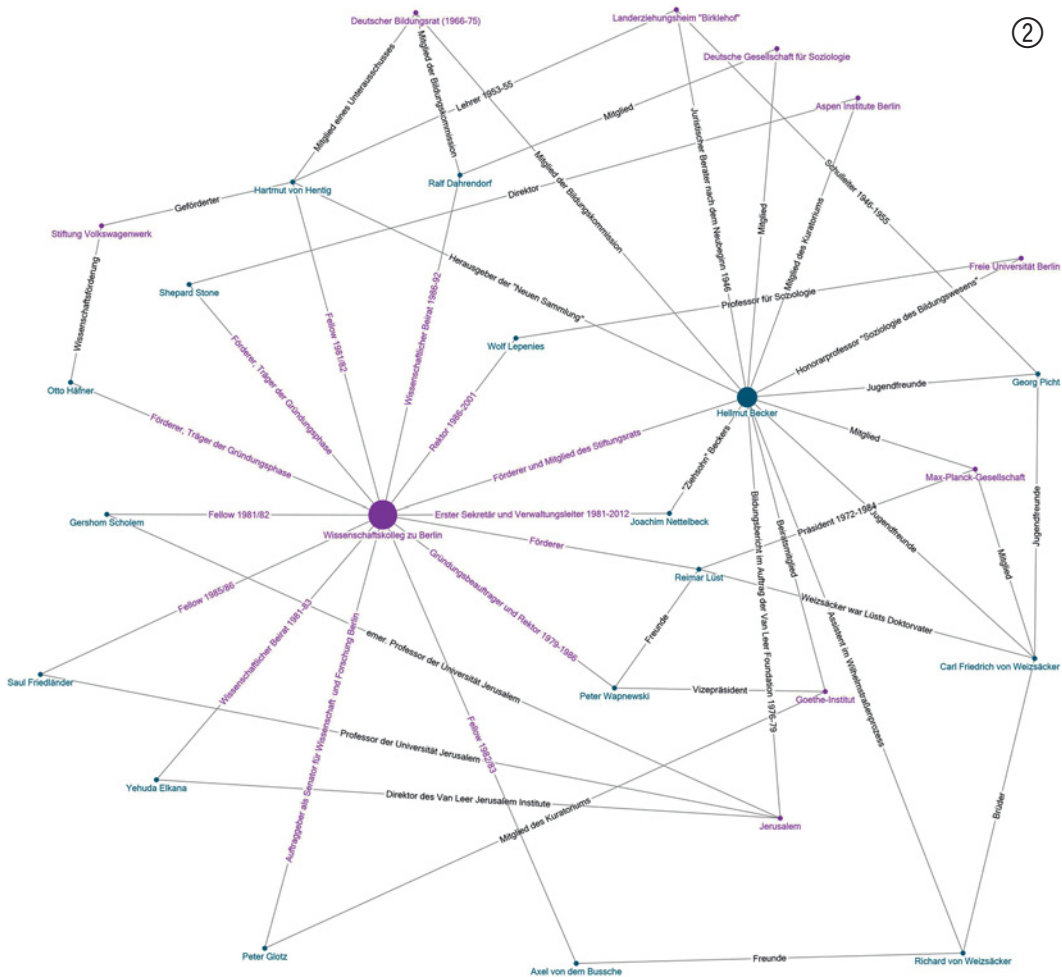 ②
Deutscher Bildungsrat (1966-75)
Landerziehungsheim "Birklehof"
Deutsche Gesellschaft für Soziologie
Aspen Institute Berlin
Mitglied eines Unterausschusses
Lehrer 1953-55
Mitglied der Bildungskommission
Mitglied
Juristischer Berater nach dem Neubeginn 1946
Mitglied
Mitglied des Kuratoriums
Mitglied der Bildungskommission
Schulleiter 1946-1955
Direktor
Hartmut von Hentig
Ralf Dahrendorf
Geförderter
Stiftung Volkswagenwerk
Freie Universität Berlin
Shepard Stone
Herausgeber der "Neuen Sammlung"
Professor für Soziologie
Honorarprofessor "Soziologie des Bildungswesens"
Wissenschaftsförderung
Förderer, Träger der Gründungsphase
Fellow 1981/82
Wissenschaftlicher Beirat 1986-92
Wolf Lepenies
Rektor 1986-2001
Otto Häfner
Georg Picht
Jugendfreunde
Hellmut Becker
Förderer, Träger der Gründungsphase
Förderer und Mitglied des Stiftungsrats
"Ziehsohn" Beckers
Mitglied
Max-Planck-Gesellschaft
Jugendfreunde
Gershom Scholem
Fellow 1981/82
Erster Sekretär und Verwaltungsleiter 1981-2012
Joachim Nettelbeck
Wissenschaftskolleg zu Berlin
Präsident 1972-1984
Jugendfreunde
Mitglied
Förderer
Reimar Lüst
Bildungsbericht im Auftrag der Van Leer Foundation 1976-79
Beiratsmitglied
Assistent im Wilhelmstraßenprozess
Weizsäcker war Lüsts Doktorvater
Carl Friedrich von Weizsäcker
Gründungsbeauftrager und Rektor 1979-1986
Freunde
Fellow 1985/86
Wissenschaftlicher Beirat 1981-83
emer. Professor der Universität Jerusalem
Saul Friedländer
Peter Wapnewski
Vizepräsident
Goethe-Institut
Auftraggeber als Senator für Wissenschaft und Forschung Berlin
Fellow 1982/83
Professor der Universität Jerusalem
Yehuda Elkana
Direktor des Van Leer Jerusalem Institute
Jerusalem
Mitglied des Kuratoriums
Brüder
Peter Glotz
Axel von dem Bussche
Freunde
Richard von Weizsäcker